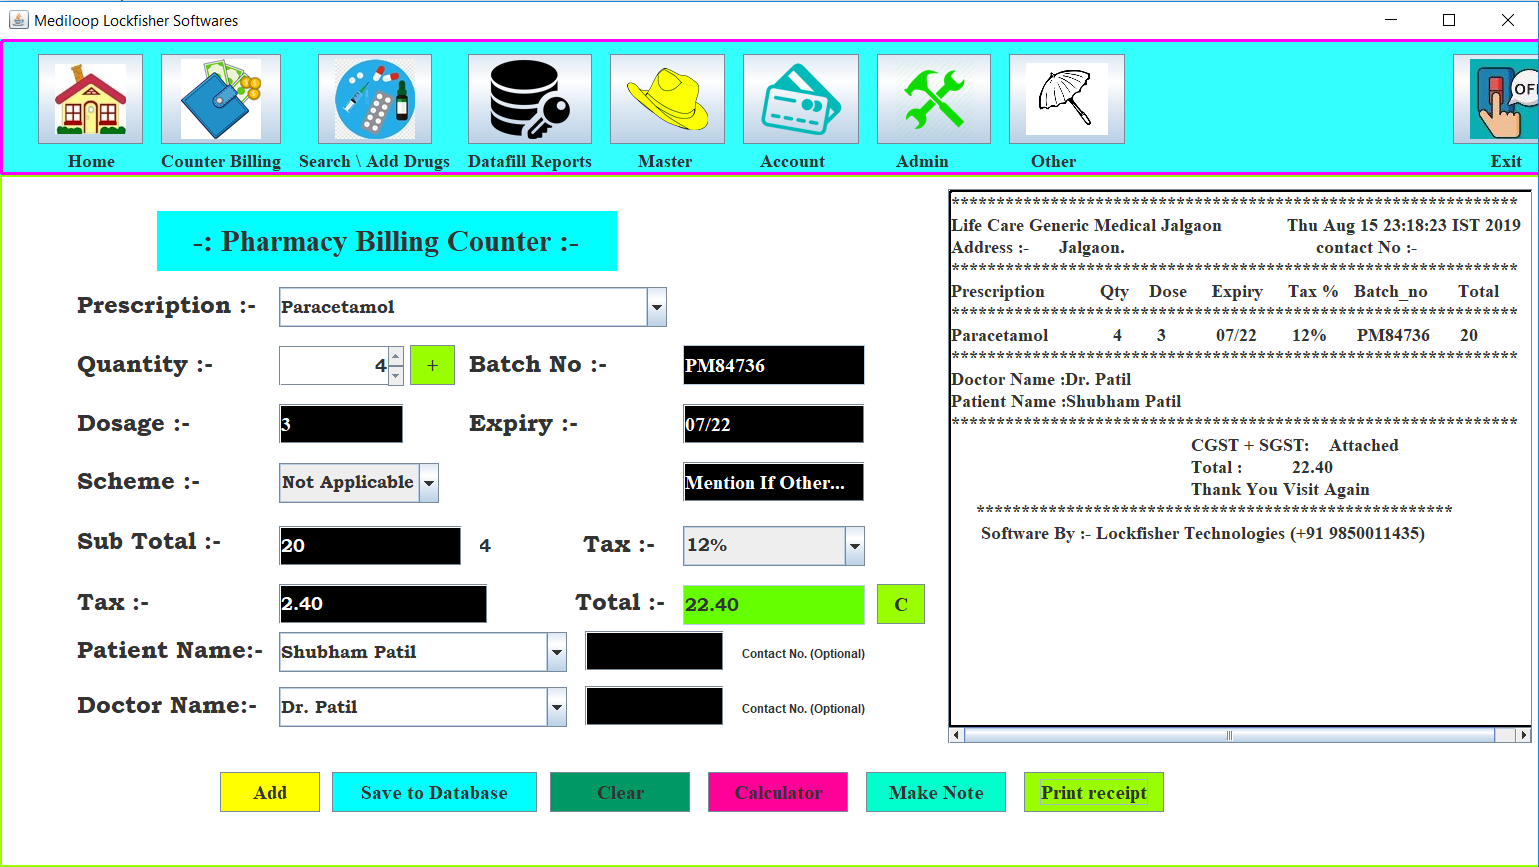 Mediloop Lockfisher Softwares
OFF
Home Counter Billing Search \ Add Drugs Datafill Reports Master Account Admin Other Exit
-: Pharmacy Billing Counter :-
Prescription :- Paracetamol
Quantity :- 4 + Batch No :- PM84736
Dosage :- 3 Expiry :- 07/22
Scheme :- Not Applicable Mention If Other...
Sub Total :- 20 4 Tax :- 12%
Tax :- 2.40 Total :- 22.40 C
Patient Name:- Shubham Patil Contact No. (Optional)
Doctor Name:- Dr. Patil Contact No. (Optional)
Add Save to Database Clear Calculator Make Note Print receipt
***************************************************************
Life Care Generic Medical Jalgaon Thu Aug 15 23:18:23 IST 2019
Address :- Jalgaon. contact No :-
***************************************************************
Prescription Qty Dose Expiry Tax % Batch_no Total
***************************************************************
Paracetamol 4 3 07/22 12% PM84736 20
***************************************************************
Doctor Name :Dr. Patil
Patient Name :Shubham Patil
***************************************************************
CGST + SGST: Attached
Total : 22.40
Thank You Visit Again
*****************************************************
Software By :- Lockfisher Technologies (+91 9850011435)